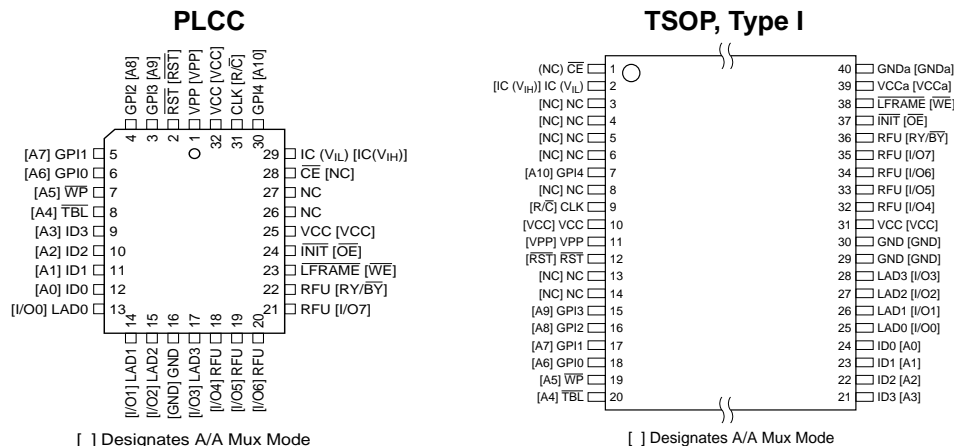 PLCC
GPI2 [A8]
GPI3 [A9]
RST [RST]
VPP [VPP]
VCC [VCC]
CLK [R/C]
GPI4 [A10]
4
3
2
1
32
31
30
[A7] GPI1 5
[A6] GPI0 6
[A5] WP 7
[A4] TBL 8
[A3] ID3 9
[A2] ID2 10
[A1] ID1 11
[A0] ID0 12
[I/O0] LAD0 13
29 IC (VIL) [IC(VIH)]
28 CE [NC]
27 NC
26 NC
25 VCC [VCC]
24 INIT [OE]
23 LFRAME [WE]
22 RFU [RY/BY]
21 RFU [I/O7]
14
15
16
17
18
19
20
[I/O1] LAD1
[I/O2] LAD2
[GND] GND
[I/O3] LAD3
[I/O4] RFU
[I/O5] RFU
[I/O6] RFU
[ ] Designates A/A Mux Mode
TSOP, Type I
(NC) CE 1
[IC (VIH)] IC (VIL) 2
[NC] NC 3
[NC] NC 4
[NC] NC 5
[NC] NC 6
[A10] GPI4 7
[NC] NC 8
[R/C] CLK 9
[VCC] VCC 10
[VPP] VPP 11
[RST] RST 12
[NC] NC 13
[NC] NC 14
[A9] GPI3 15
[A8] GPI2 16
[A7] GPI1 17
[A6] GPI0 18
[A5] WP 19
[A4] TBL 20
40 GNDa [GNDa]
39 VCCa [VCCa]
38 LFRAME [WE]
37 INIT [OE]
36 RFU [RY/BY]
35 RFU [I/O7]
34 RFU [I/O6]
33 RFU [I/O5]
32 RFU [I/O4]
31 VCC [VCC]
30 GND [GND]
29 GND [GND]
28 LAD3 [I/O3]
27 LAD2 [I/O2]
26 LAD1 [I/O1]
25 LAD0 [I/O0]
24 ID0 [A0]
23 ID1 [A1]
22 ID2 [A2]
21 ID3 [A3]
[ ] Designates A/A Mux Mode